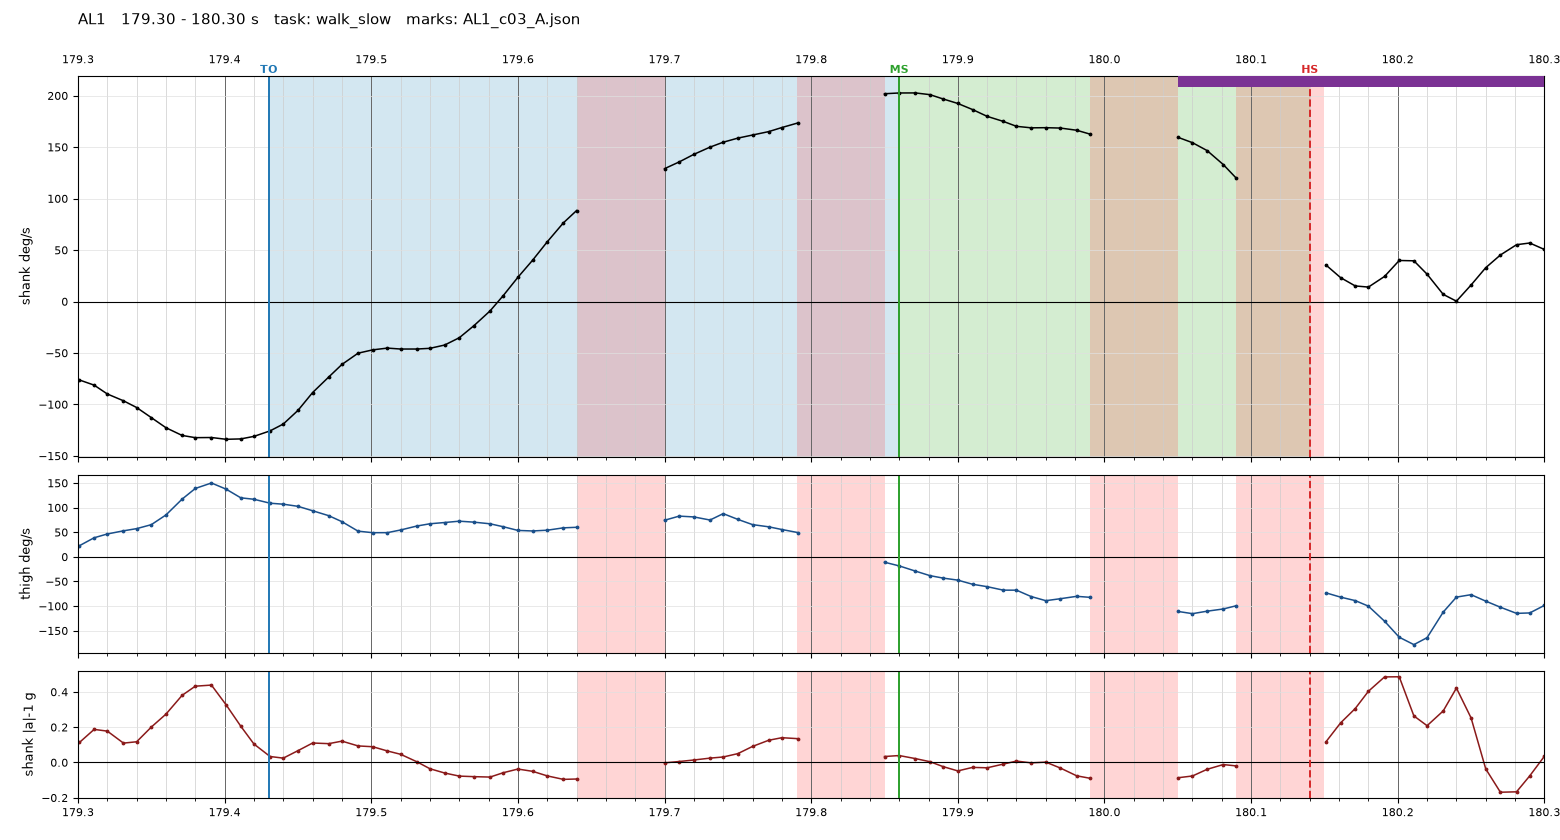 AL1   179.30 - 180.30 s   task: walk_slow   marks: AL1_c03_A.json
179.3 179.4 179.5 179.6 179.7 179.8 179.9 180.0 180.1 180.2 180.3
TO MS HS
shank deg/s
200
150
100
50
0
−50
−100
−150
thigh deg/s
150
100
50
0
−50
−100
−150
shank |a|-1 g
0.4
0.2
0.0
−0.2
179.3 179.4 179.5 179.6 179.7 179.8 179.9 180.0 180.1 180.2 180.3